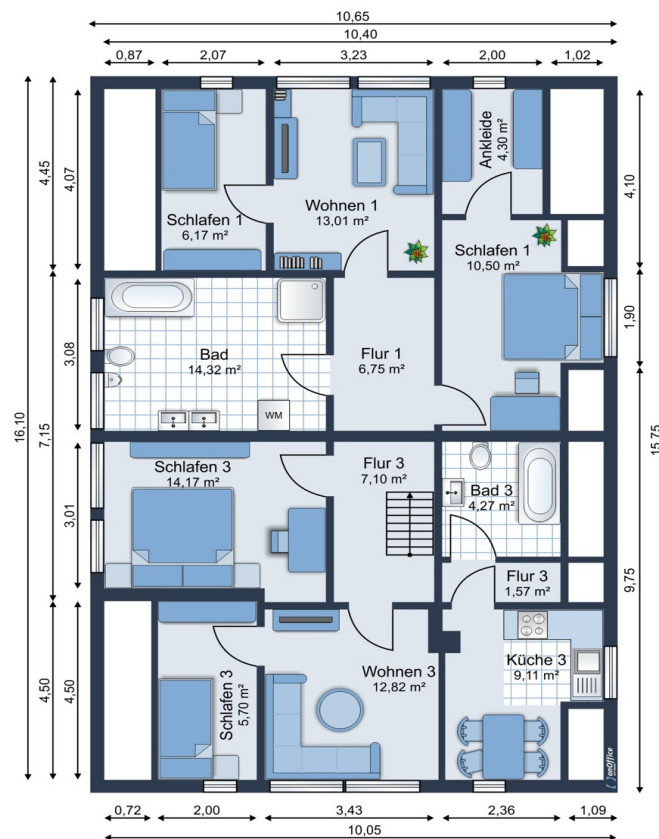 10,65
10,40
0,87
2,07
3,23
2,00
1,02
16,10
4,45
4,07
7,15
3,08
3,01
4,50
4,50
4,10
1,90
15,75
9,75
Schlafen 1
6,17 m²
Wohnen 1
13,01 m²
Ankleide
4,30 m²
Schlafen 1
10,50 m²
Bad
14,32 m²
WM
Flur 1
6,75 m²
Schlafen 3
14,17 m²
Flur 3
7,10 m²
Bad 3
4,27 m²
Flur 3
1,57 m²
Schlafen 3
5,70 m²
Wohnen 3
12,82 m²
Küche 3
9,11 m²
onOffice
0,72
2,00
3,43
2,36
1,09
10,05